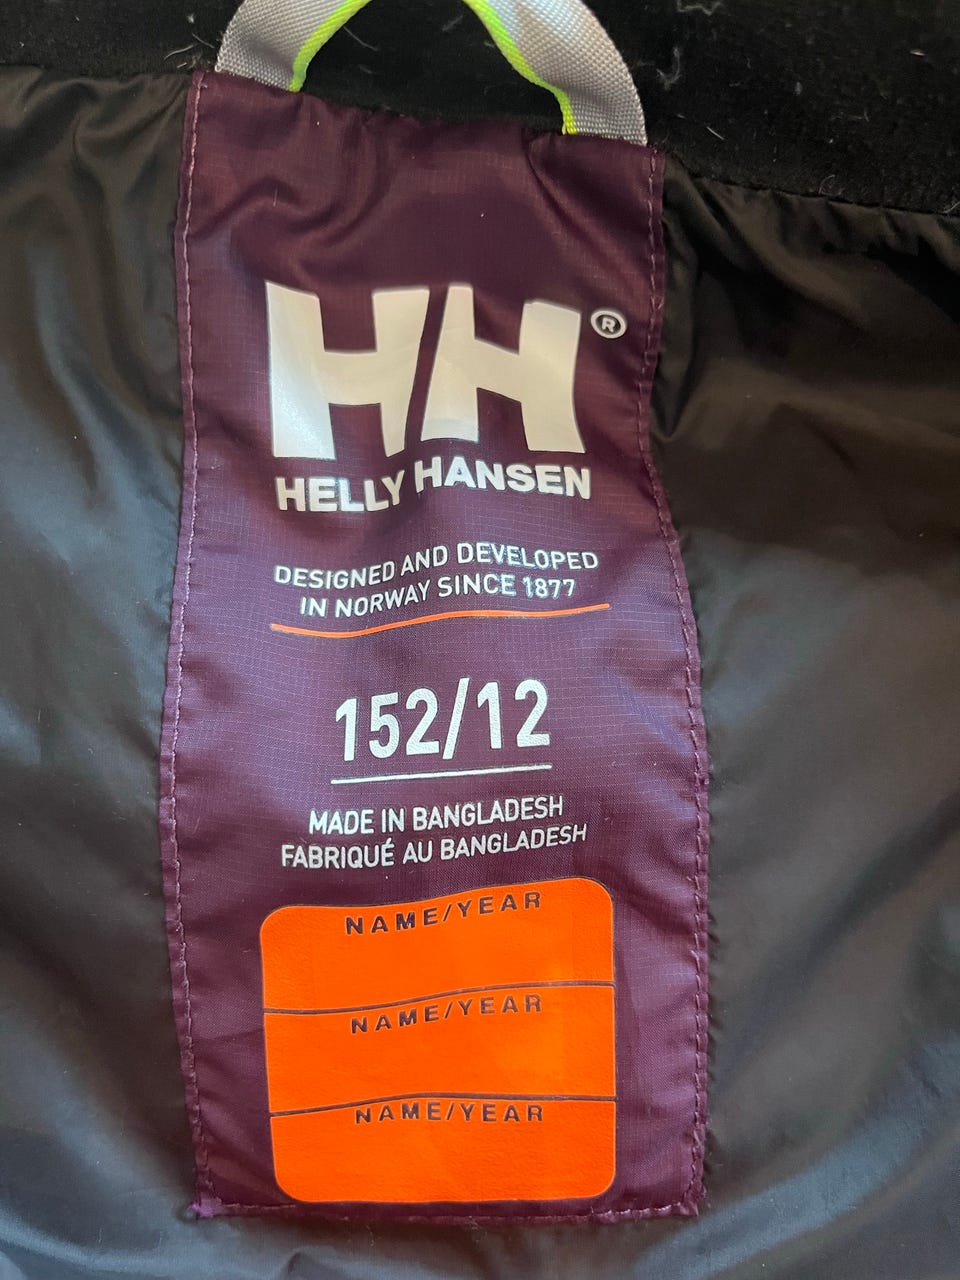 HH®
HELLY HANSEN
DESIGNED AND DEVELOPED
IN NORWAY SINCE 1877
152/12
MADE IN BANGLADESH
FABRIQUÉ AU BANGLADESH
NAME/YEAR
NAME/YEAR
NAME/YEAR